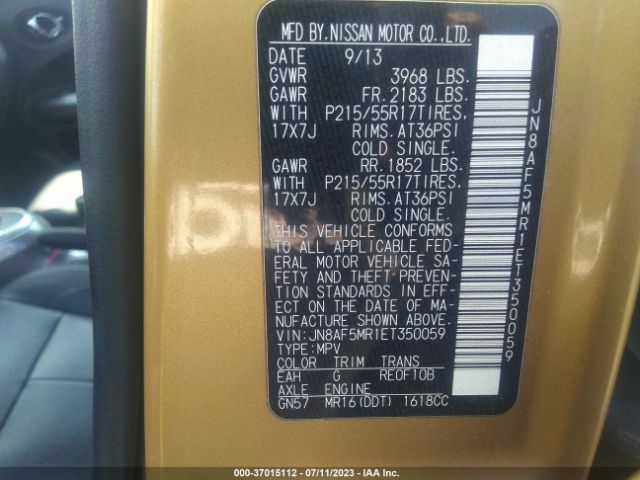 MFD BY.NISSAN MOTOR CO.,LTD.
DATE 9/13
GVWR 3968 LBS.
GAWR FR.2183 LBS.
WITH P215/55R17TIRES,
17X7J RIMS.AT36PSI
COLD SINGLE.
GAWR RR.1852 LBS.
WITH P215/55R17TIRES,
17X7J RIMS.AT36PSI
COLD SINGLE.
THIS VEHICLE CONFORMS
TO ALL APPLICABLE FED-
ERAL MOTOR VEHICLE SA-
FETY AND THEFT PREVEN-
TION STANDARDS IN EFF-
ECT ON THE DATE OF MA-
NUFACTURE SHOWN ABOVE.
VIN:JN8AF5MR1ET350059
TYPE:MPV
COLOR TRIM TRANS
EAH G RE0F10B
AXLE ENGINE
GN57 MR16(DDT) 1618CC
JN8AF5MR1ET350059
000-37015112 - 07/11/2023 - IAA Inc.